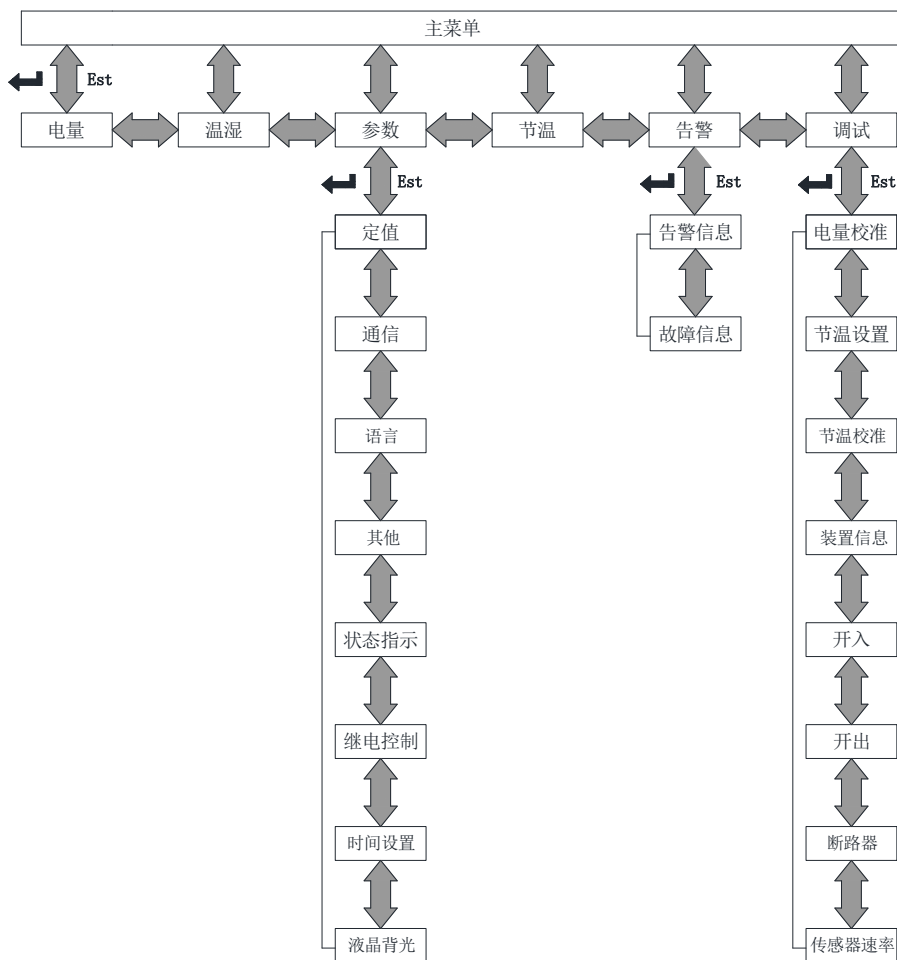 主菜单
Est
电量
温湿
参数
节温
告警
调试
Est
Est
Est
定值
告警信息
电量校准
通信
故障信息
节温设置
语言
节温校准
其他
装置信息
状态指示
开入
继电控制
开出
时间设置
断路器
液晶背光
传感器速率